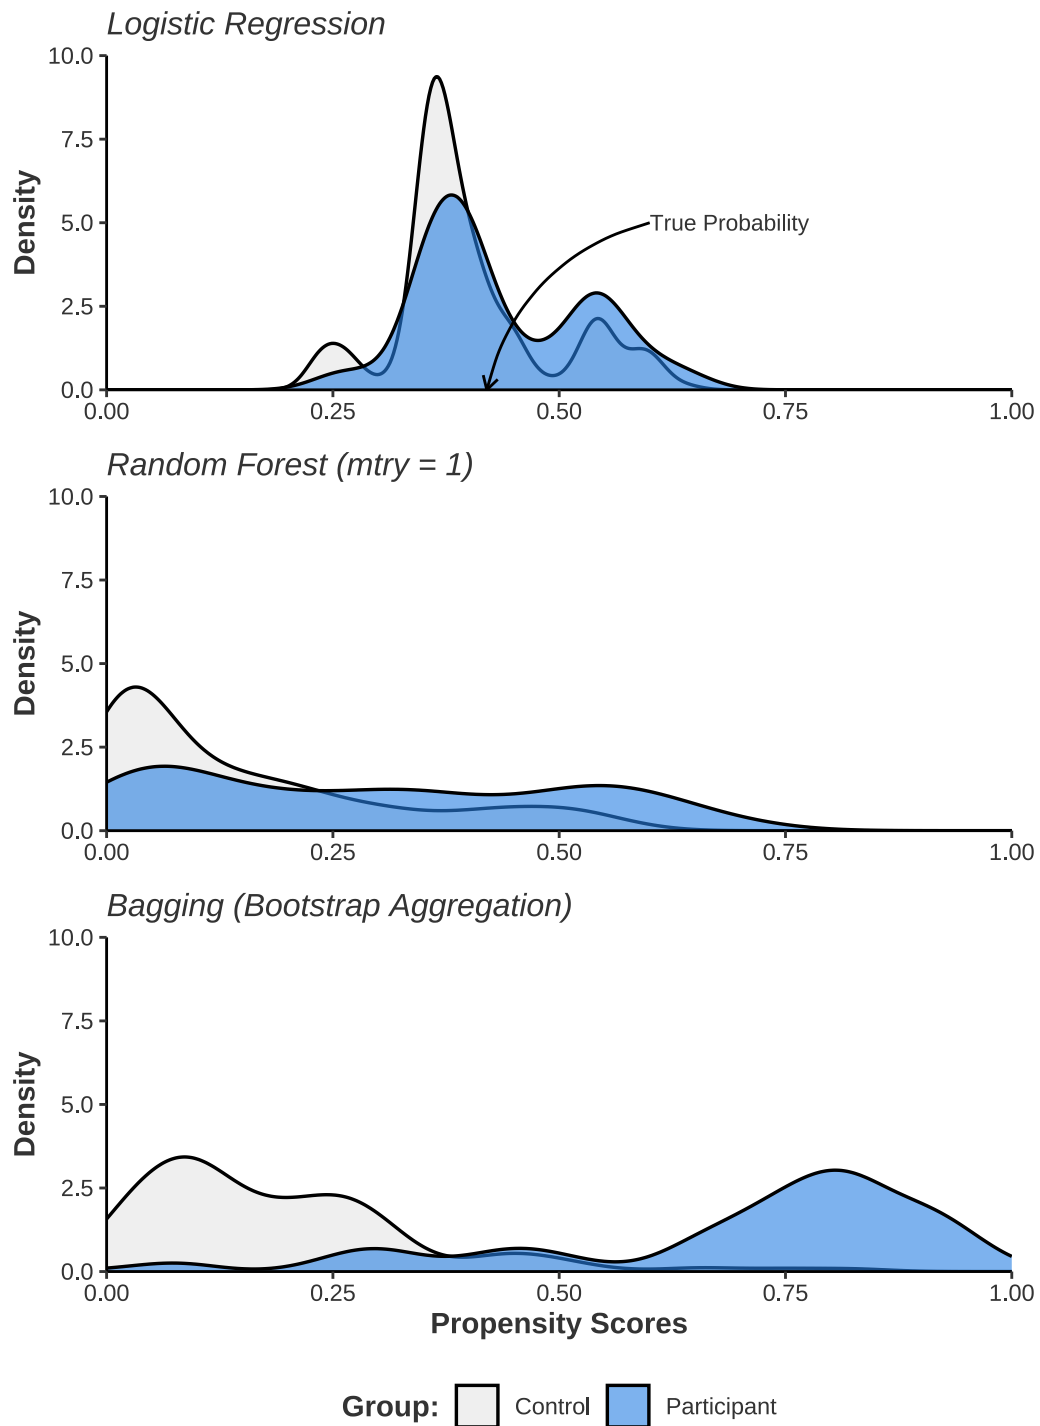 Logistic Regression
10.0
7.5
5.0
2.5
0.0
Density
True Probability
0.00 0.25 0.50 0.75 1.00
Random Forest (mtry = 1)
10.0
7.5
5.0
2.5
0.0
Density
0.00 0.25 0.50 0.75 1.00
Bagging (Bootstrap Aggregation)
10.0
7.5
5.0
2.5
0.0
Density
0.00 0.25 0.50 0.75 1.00
Propensity Scores
Group: Control Participant